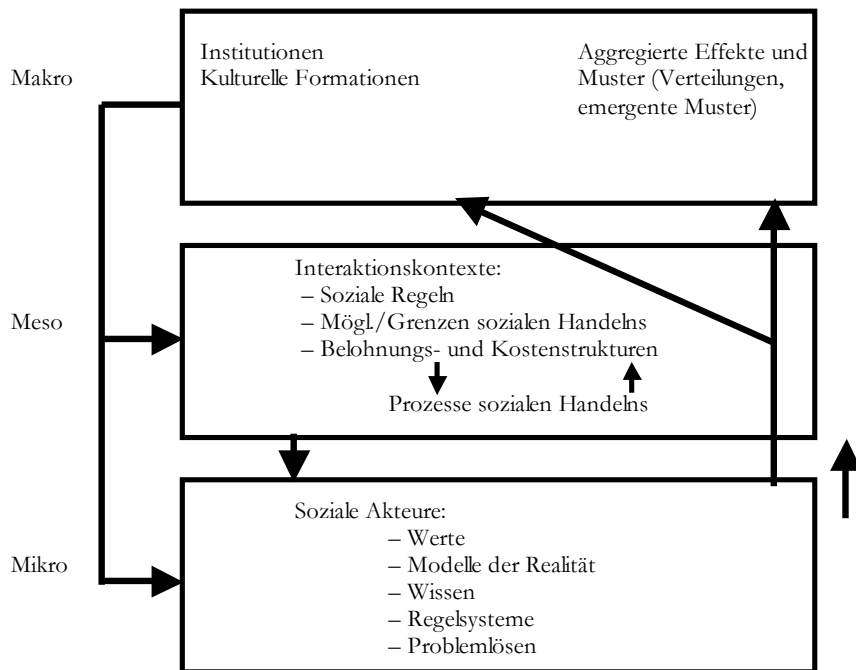 Makro
Institutionen
Kulturelle Formationen
Aggregierte Effekte und
Muster (Verteilungen,
emergente Muster)
Meso
Interaktionskontexte:
– Soziale Regeln
– Mögl./Grenzen sozialen Handelns
– Belohnungs- und Kostenstrukturen
Prozesse sozialen Handelns
Mikro
Soziale Akteure:
– Werte
– Modelle der Realität
– Wissen
– Regelsysteme
– Problemlösen